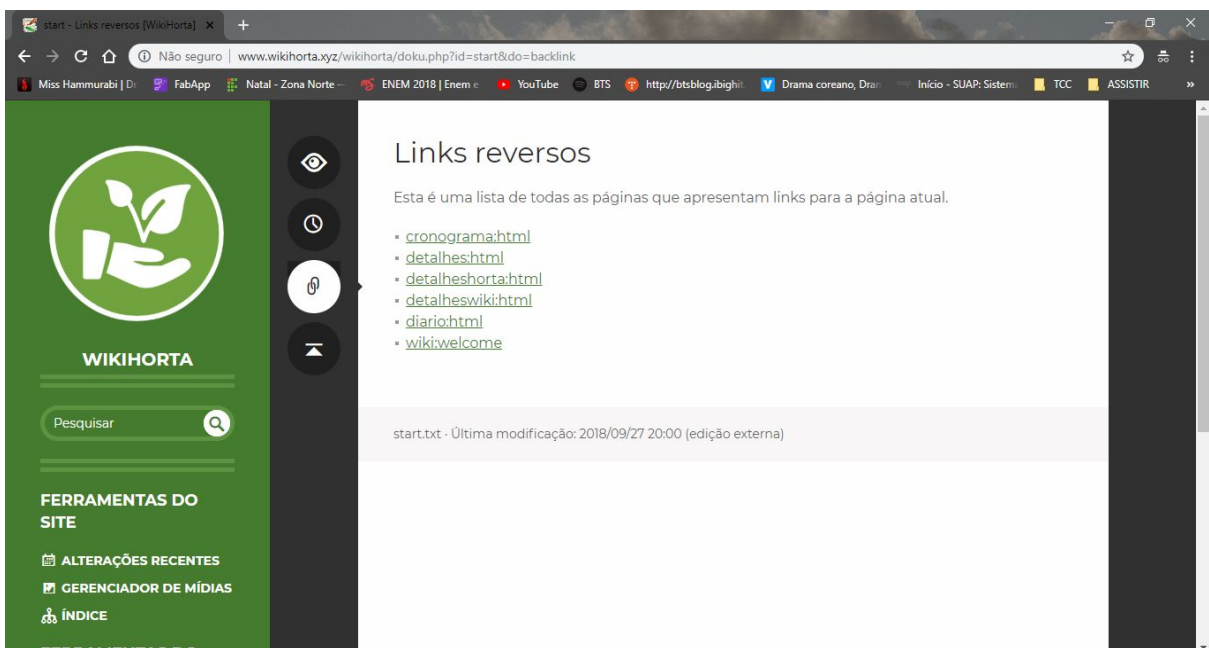 start - Links reversos [WikiHorta]
Não seguro | www.wikihorta.xyz/wikihorta/doku.php?id=start&do=backlink
Miss Hammurabi | Dr FabApp Natal - Zona Norte — ENEM 2018 | Enem e YouTube BTS http://btsblog.ibighit. Drama coreano, Dran Início - SUAP: Sistema TCC ASSISTIR »
Links reversos
Esta é uma lista de todas as páginas que apresentam links para a página atual.
cronograma:html
detalhes:html
detalheshorta:html
detalheswiki:html
diario:html
wiki:welcome
start.txt · Última modificação: 2018/09/27 20:00 (edição externa)
WIKIHORTA
Pesquisar
FERRAMENTAS DO
SITE
ALTERAÇÕES RECENTES
GERENCIADOR DE MÍDIAS
ÍNDICE